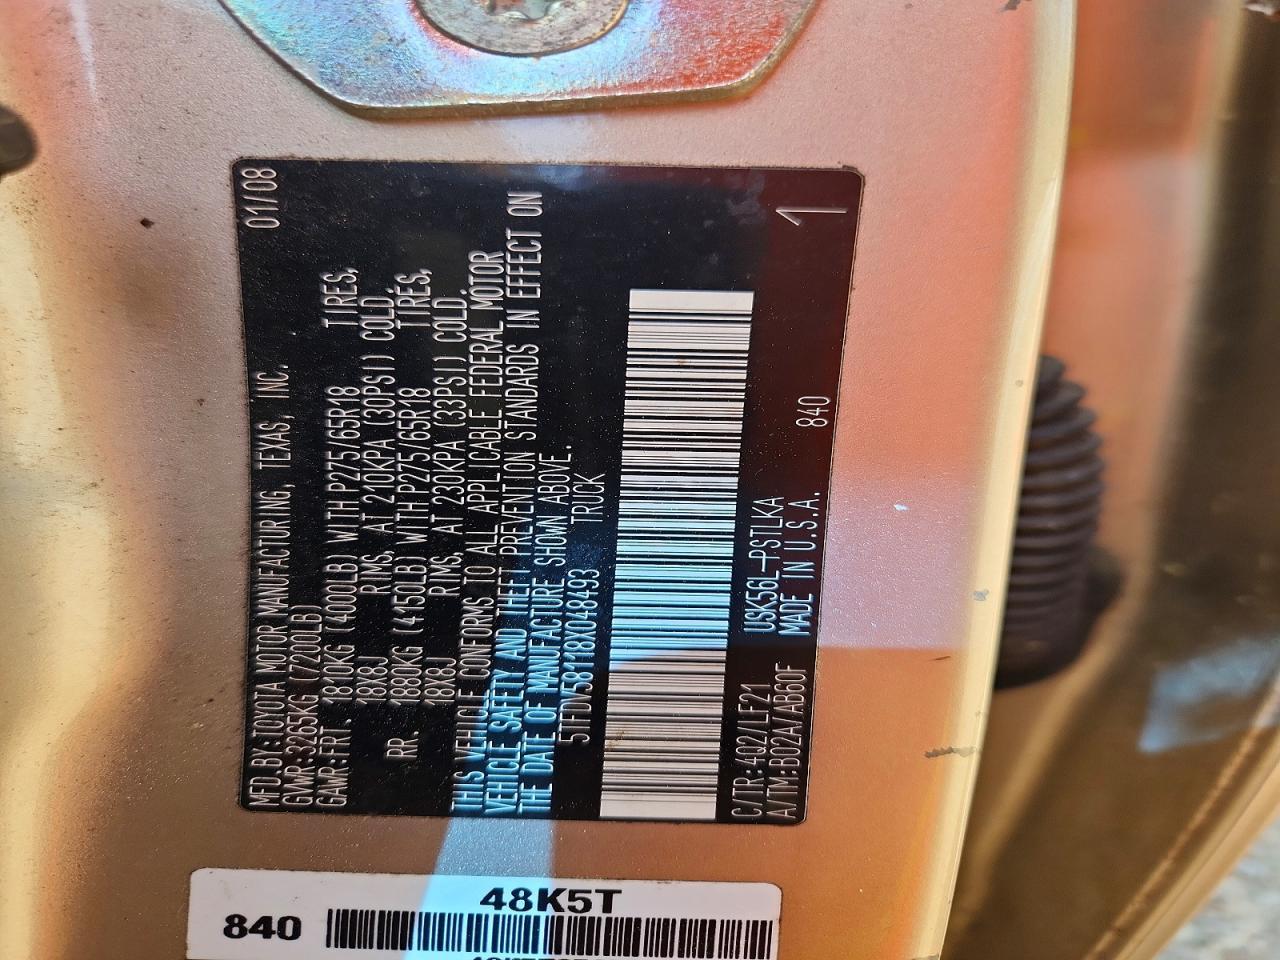 MFD.BY:TOYOTA MOTOR MANUFACTURING, TEXAS, INC. 01/08
GVWR:3265KG (7200LB)
GAWR:FRT. 1810KG (4000LB) WITH P275/65R18 TIRES,
18X8J RIMS, AT 210KPA (30PSI) COLD.
RR. 1880KG (4150LB) WITH P275/65R18 TIRES,
18X8J RIMS, AT 230KPA (33PSI) COLD.
THIS VEHICLE CONFORMS TO ALL APPLICABLE FEDERAL MOTOR
VEHICLE SAFETY AND THEFT PREVENTION STANDARDS IN EFFECT ON
THE DATE OF MANUFACTURE SHOWN ABOVE.
5TFDV58118X048493 TRUCK
C/TR:4Q2/LF21 USK56L-PSTLKA
A/TM:BD2A/AB60F MADE IN U.S.A. 840 1
48K5T
840